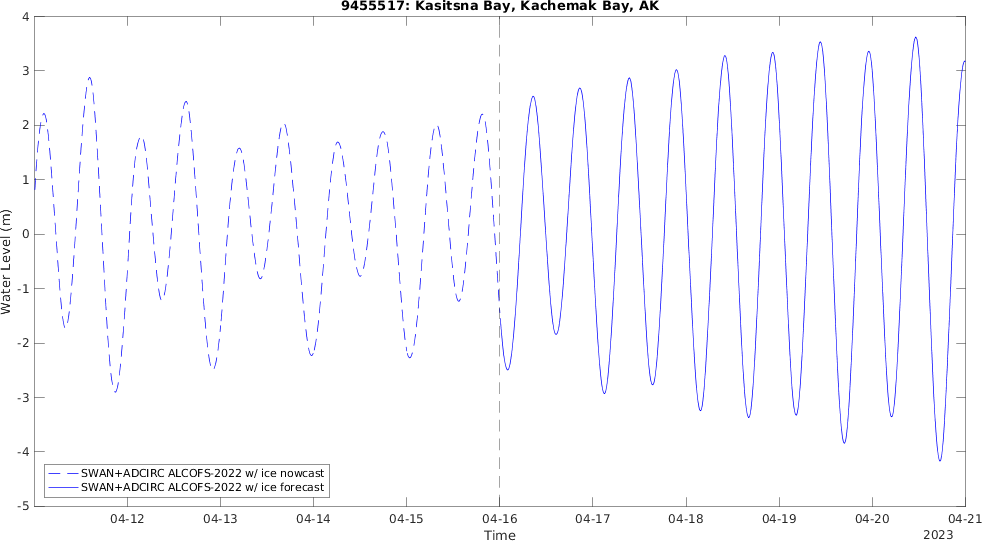 9455517: Kasitsna Bay, Kachemak Bay, AK
4
3
2
1
0
-1
-2
-3
-4
-5
Water Level (m)
SWAN+ADCIRC ALCOFS-2022 w/ ice nowcast
SWAN+ADCIRC ALCOFS-2022 w/ ice forecast
04-12 04-13 04-14 04-15 04-16 04-17 04-18 04-19 04-20 04-21
Time
2023